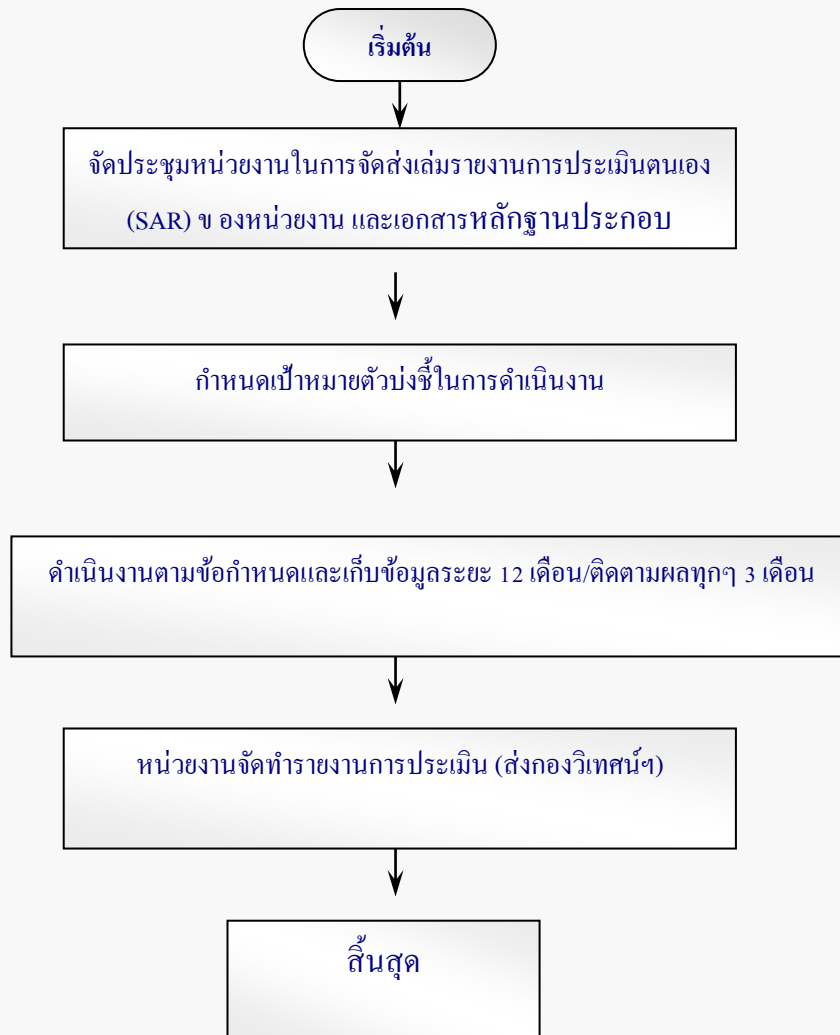 เริ่มต้น
จัดประชุมหน่วยงานในการจัดส่งเล่มรายงานการประเมินตนเอง
(SAR) ข องหน่วยงาน และเอกสารหลักฐานประกอบ
กำหนดเป้าหมายตัวบ่งชี้ในการดำเนินงาน
ดำเนินงานตามข้อกำหนดและเก็บข้อมูลระยะ 12 เดือน/ติดตามผลทุกๆ 3 เดือน
หน่วยงานจัดทำรายงานการประเมิน (ส่งกองวิเทศน์ฯ)
สิ้นสุด